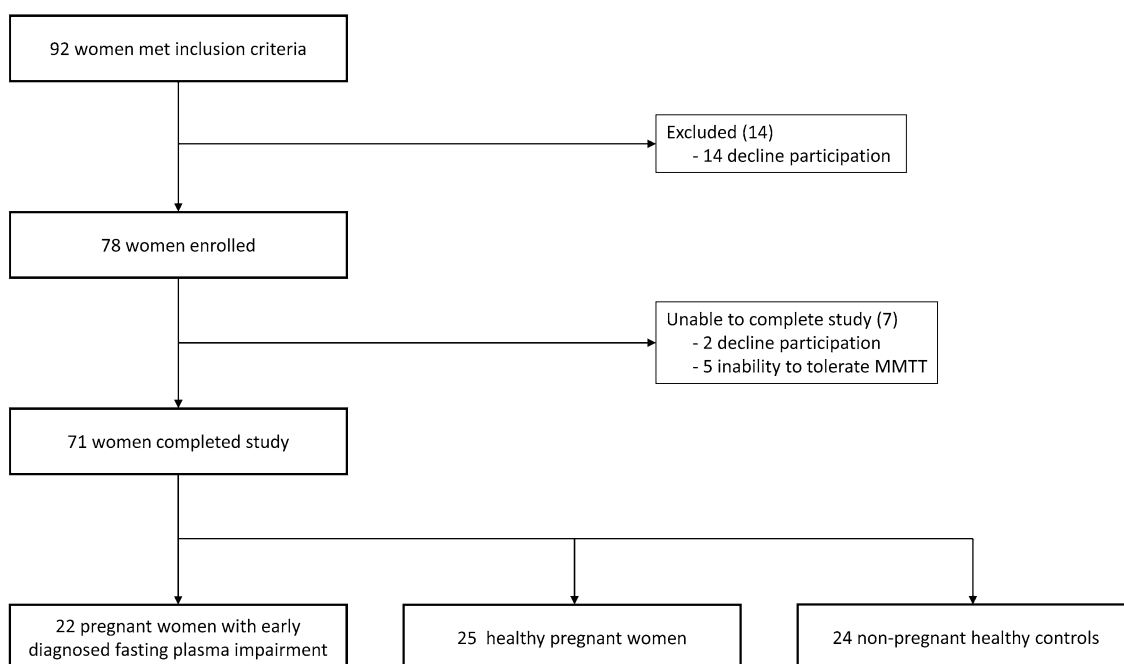 92 women met inclusion criteria
Excluded (14)
- 14 decline participation
78 women enrolled
Unable to complete study (7)
- 2 decline participation
- 5 inability to tolerate MMTT
71 women completed study
22 pregnant women with early
diagnosed fasting plasma impairment
25 healthy pregnant women
24 non-pregnant healthy controls